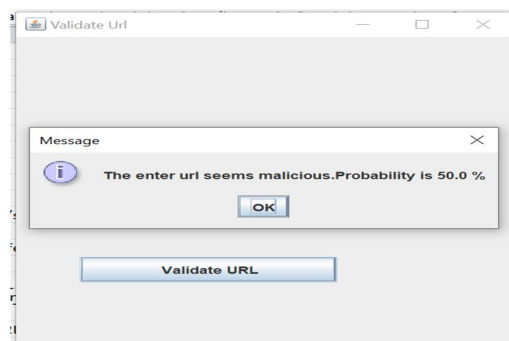 Validate Url
Message
The enter url seems malicious.Probability is 50.0 %
OK
Validate URL